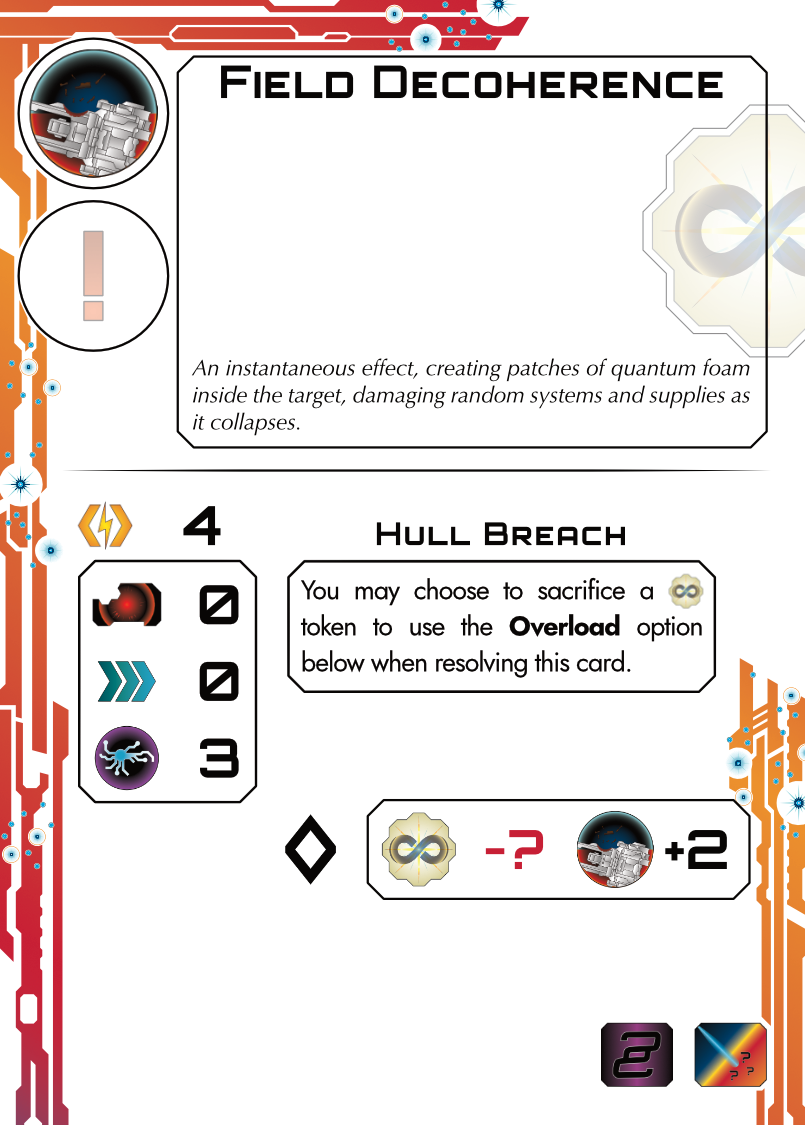 Field Decoherence
!
An instantaneous effect, creating patches of quantum foam
inside the target, damaging random systems and supplies as
it collapses.
4
Hull Breach
0
0
3
You may choose to sacrifice a
token to use the Overload option
below when resolving this card.
-? +2
2 ? ? ?